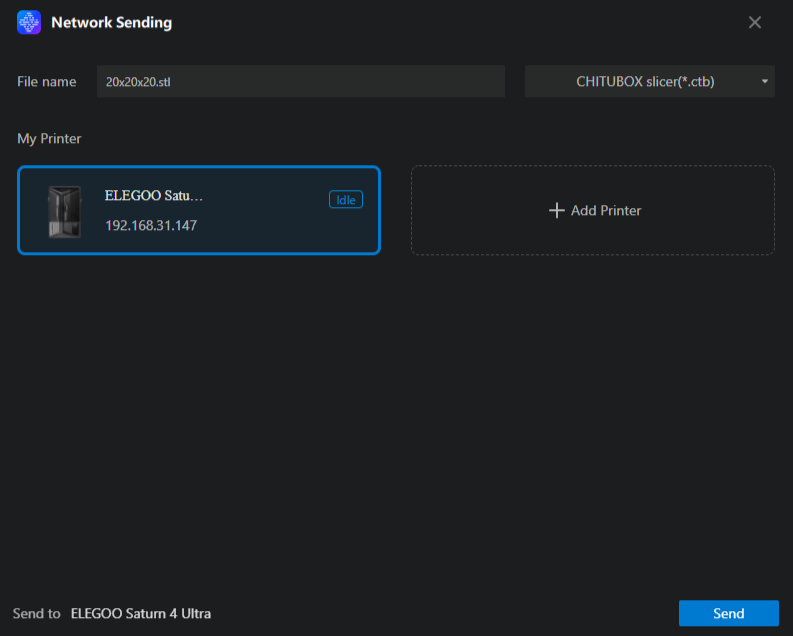 Network Sending
File name 20x20x20.stl CHITUBOX slicer(*.ctb)
My Printer
ELEGOO Satu... Idle
192.168.31.147
Add Printer
Send to ELEGOO Saturn 4 Ultra Send